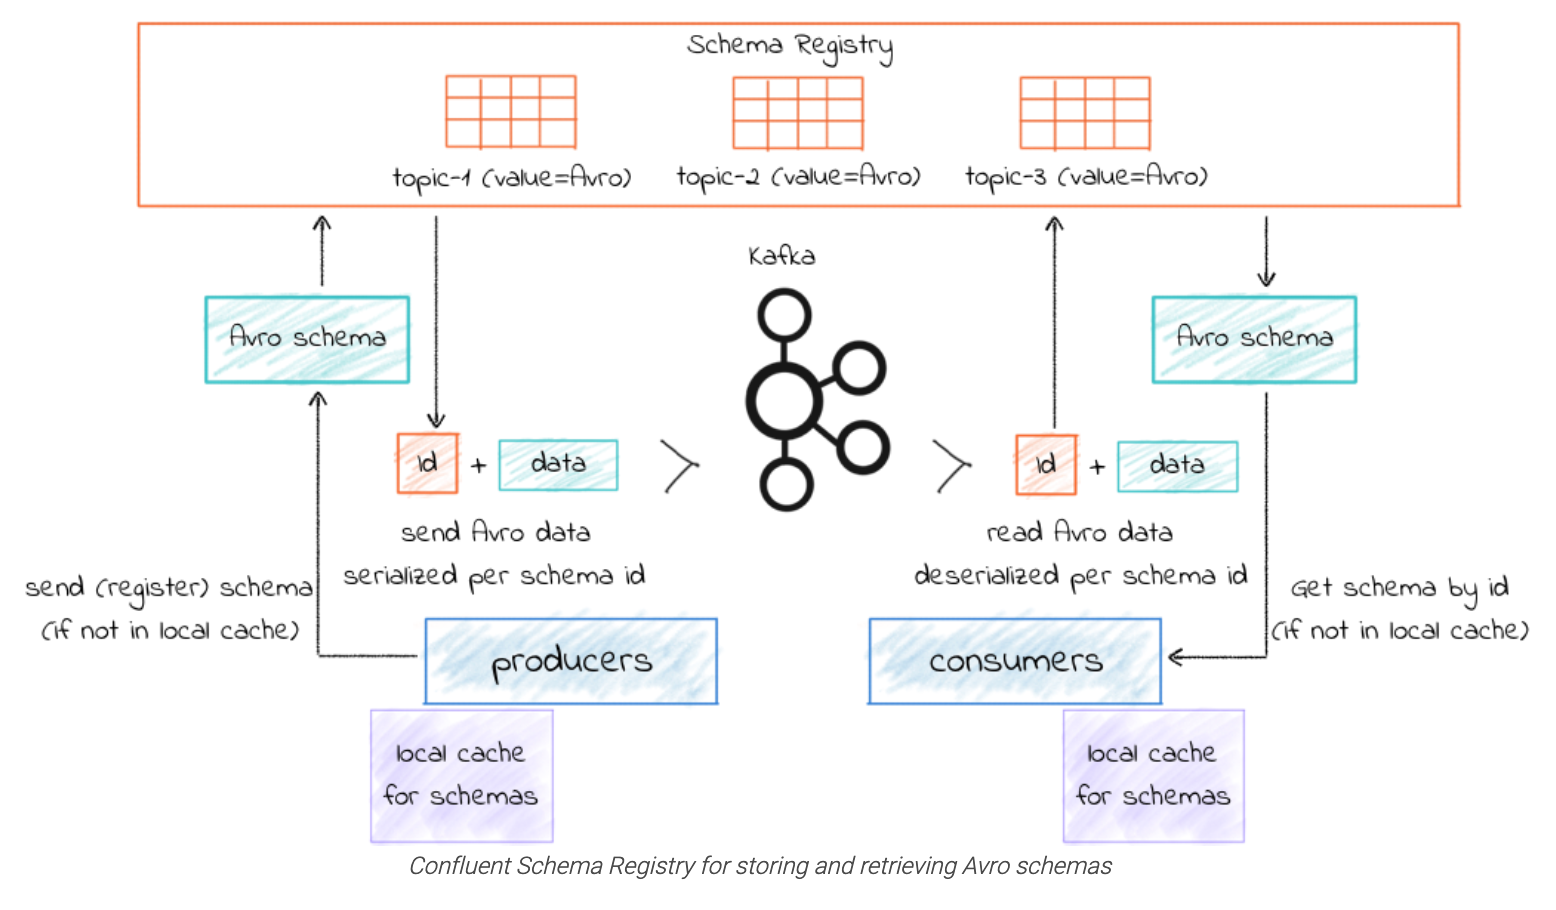 Schema Registry
topic-1 (value=Avro)
topic-2 (value=Avro)
topic-3 (value=Avro)
Kafka
Avro schema
Avro schema
id + data
id + data
send Avro data
serialized per schema id
read Avro data
deserialized per schema id
send (register) schema
(if not in local cache)
Get schema by id
(if not in local cache)
producers
consumers
local cache
for schemas
local cache
for schemas
Confluent Schema Registry for storing and retrieving Avro schemas